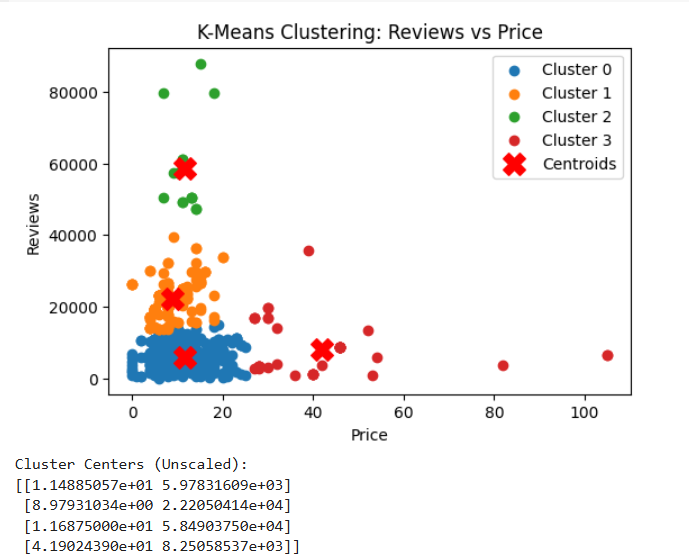 K-Means Clustering: Reviews vs Price
Cluster 0
Cluster 1
Cluster 2
Cluster 3
Centroids
80000
60000
40000
20000
0
Reviews
0 20 40 60 80 100
Price
Cluster Centers (Unscaled):
[[1.14885057e+01 5.97831609e+03]
[8.97931034e+00 2.22050414e+04]
[1.16875000e+01 5.84903750e+04]
[4.19024390e+01 8.25058537e+03]]